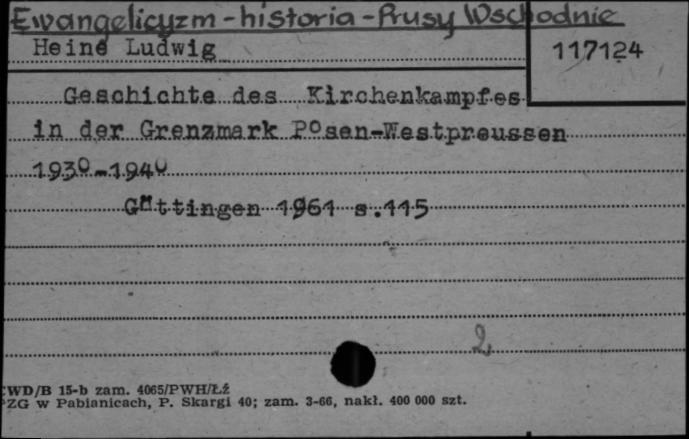 Ewangelicyzm-historia-Prusy Wschodnie
Heine Ludwig
117124
Geschichte des Kirchenkampfes
in der Grenzmark Posen-Westpreussen
1930-1940
Göttingen 1961 s.115
2,
WD/B 15-b zam. 4065/PWH/ŁŹ
ZG w Pabianicach, P. Skargi 40; zam. 3-66, nakł. 400 000 szt.